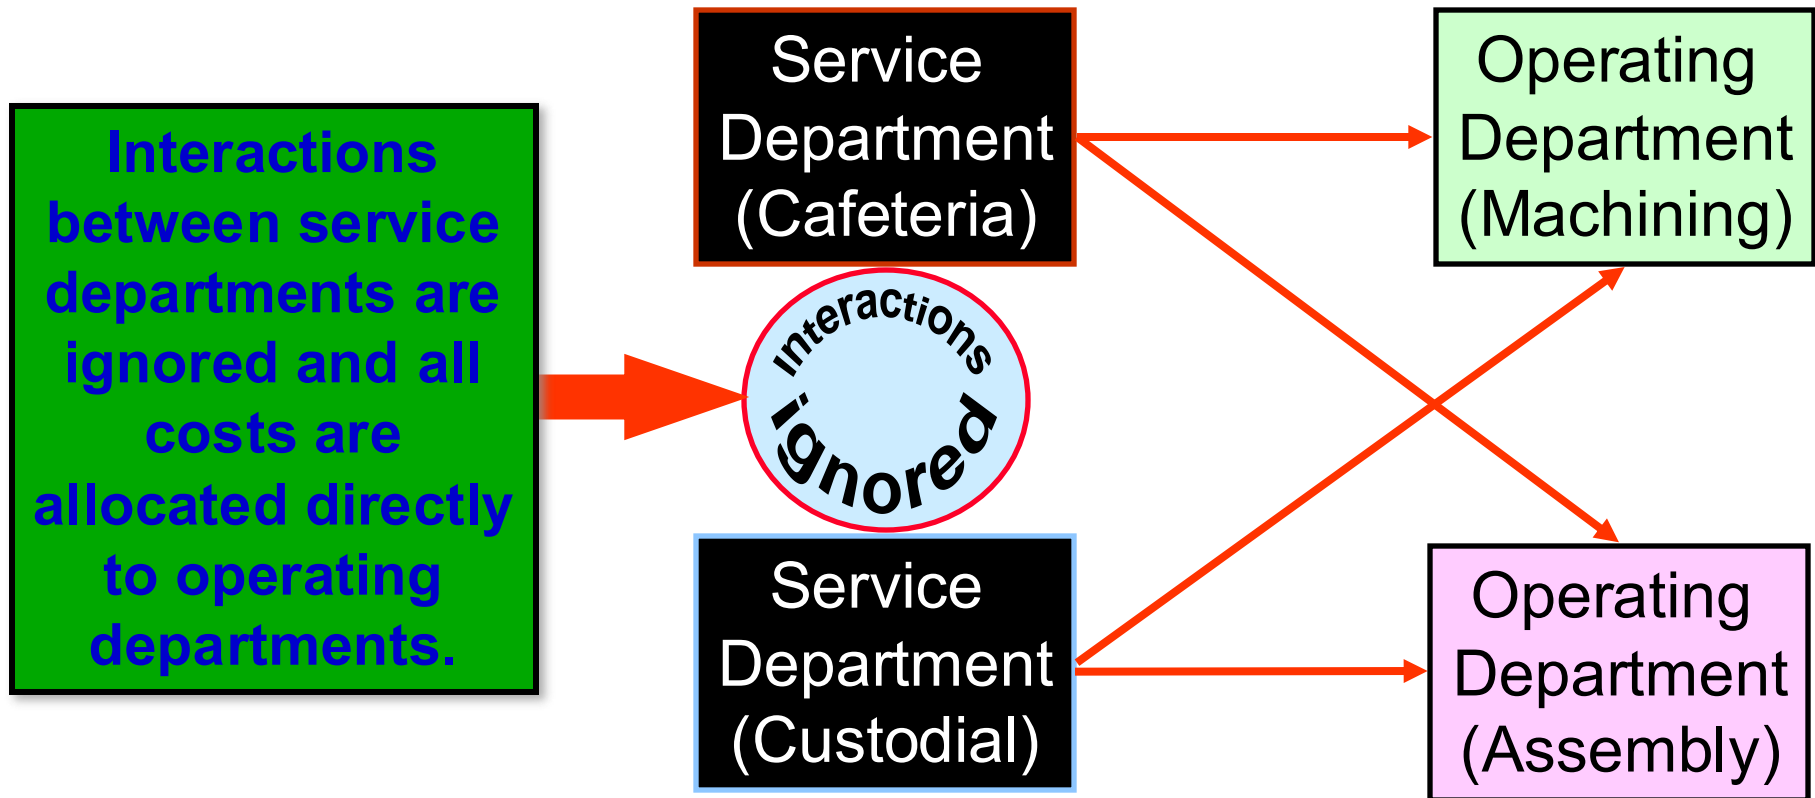 Interactions
between service
departments are
ignored and all
costs are
allocated directly
to operating
departments.
Service
Department
(Cafeteria)
Interactions
ignored
Service
Department
(Custodial)
Operating
Department
(Machining)
Operating
Department
(Assembly)